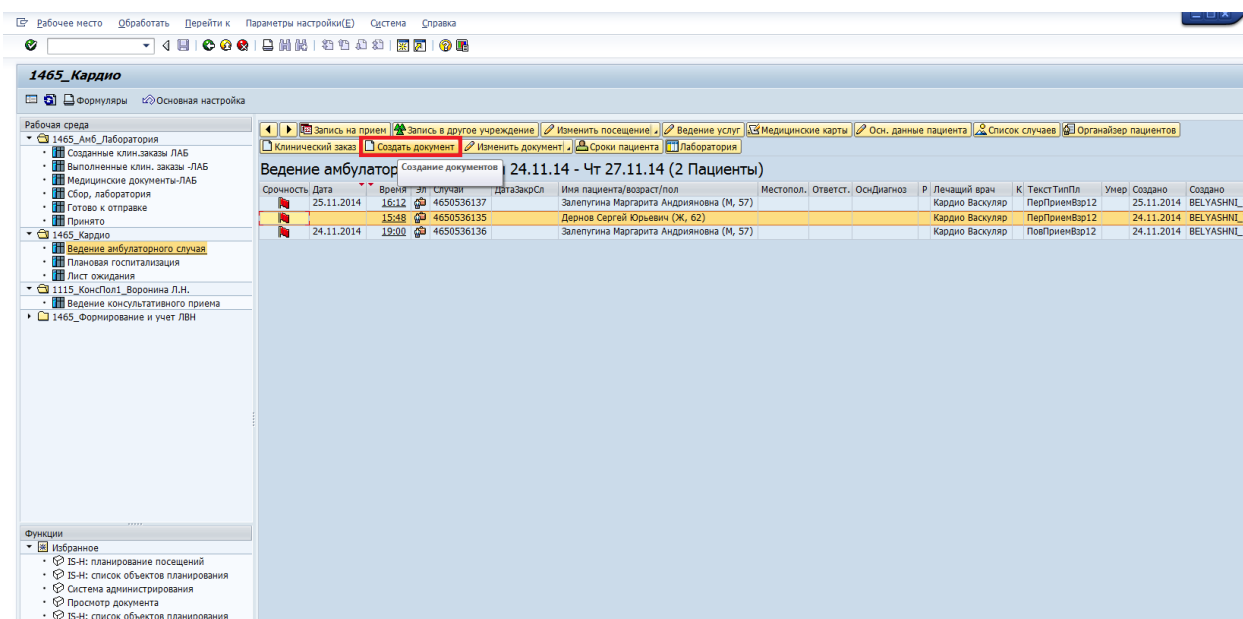 Рабочее место Обработать Перейти к Параметры настройки(Е) Система Справка
1465_Кардио
Формуляры Основная настройка
Рабочая среда
1465_Амб_Лаборатория
Созданные клин.заказы ЛАБ
Выполненные клин. заказы -ЛАБ
Медицинские документы-ЛАБ
Сбор, лаборатория
Готово к отправке
Принято
1465_Кардио
Ведение амбулаторного случая
Плановая госпитализация
Лист ожидания
1115_КонсПол1_Воронина Л.Н.
Ведение консультативного приема
1465_Формирование и учет ЛВН
Запись на прием Запись в другое учреждение Изменить посещение Ведение услуг Медицинские карты Осн. данные пациента Список случаев Органайзер пациентов
Клинический заказ Создать документ Изменить документ Сроки пациента Лаборатория
Создание документов
Ведение амбулатор 24.11.14 - Чт 27.11.14 (2 Пациенты)
Срочность Дата Время Эл Случай ДатаЗакрСл Имя пациента/возраст/пол Местопол. Ответст. ОснДиагноз Р Лечащий врач К ТекстТипПл Унер Создано Создано
25.11.2014 16:12 4650536137 Залепугина Маргарита Андрияновна (М, 57) Кардио Васкуляр ПерПриемВзр12 25.11.2014 BELYASHNI_
15:48 4650536135 Дернов Сергей Юрьевич (Ж, 62) Кардио Васкуляр ПерПриемВзр12 24.11.2014 BELYASHNI_
24.11.2014 19:00 4650536136 Залепугина Маргарита Андрияновна (М, 57) Кардио Васкуляр ПовПриемВзр12 24.11.2014 BELYASHNI_
Функции
Избранное
IS-H: планирование посещений
IS-H: список объектов планирования
Система администрирования
Просмотр документа
IS-H: список объектов планирования